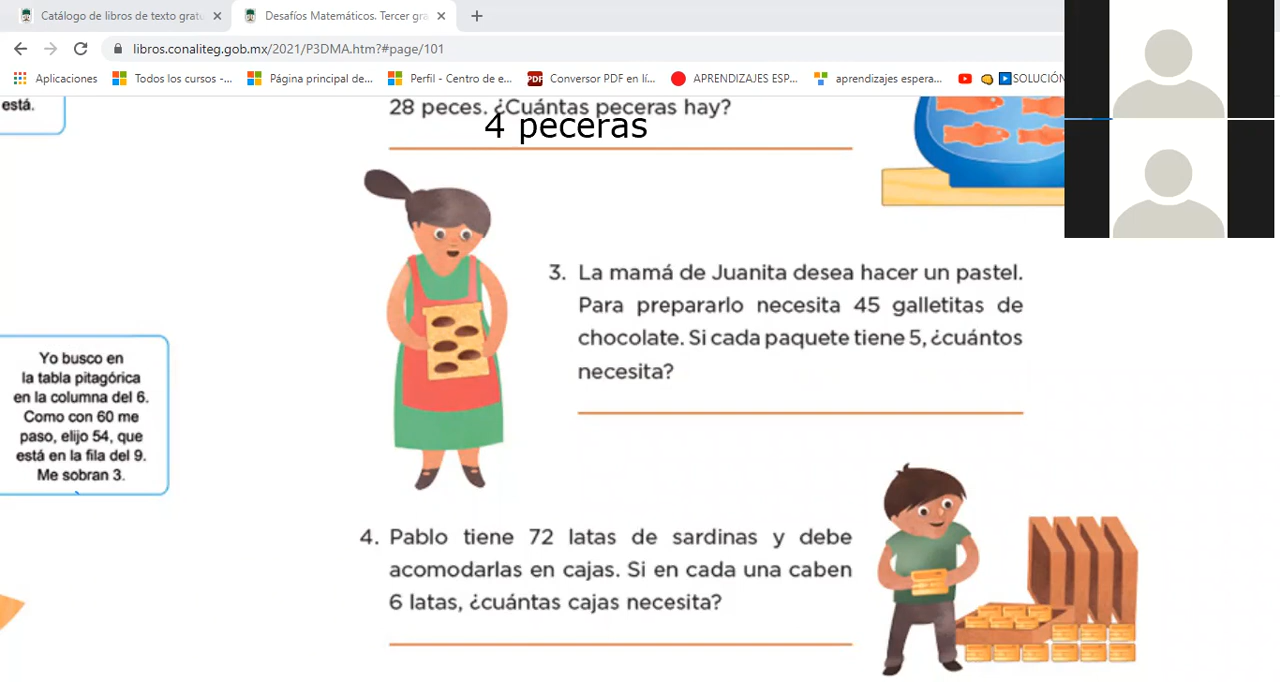 Catálogo de libros de texto gratu
Desafíos Matemáticos. Tercer gra
libros.conaliteg.gob.mx/2021/P3DMA.htm?#page/101
Aplicaciones
Todos los cursos -...
Página principal de...
Perfil - Centro de e...
PDF
Conversor PDF en lí...
APRENDIZAJES ESP...
aprendizajes espera...
SOLUCIÓN
está.
28 peces. ¿Cuántas peceras hay?
4 peceras
3. La mamá de Juanita desea hacer un pastel.
Para prepararlo necesita 45 galletitas de
chocolate. Si cada paquete tiene 5, ¿cuántos
necesita?
Yo busco en
la tabla pitagórica
en la columna del 6.
Como con 60 me
paso, elijo 54, que
está en la fila del 9.
Me sobran 3.
4. Pablo tiene 72 latas de sardinas y debe
acomodarlas en cajas. Si en cada una caben
6 latas, ¿cuántas cajas necesita?